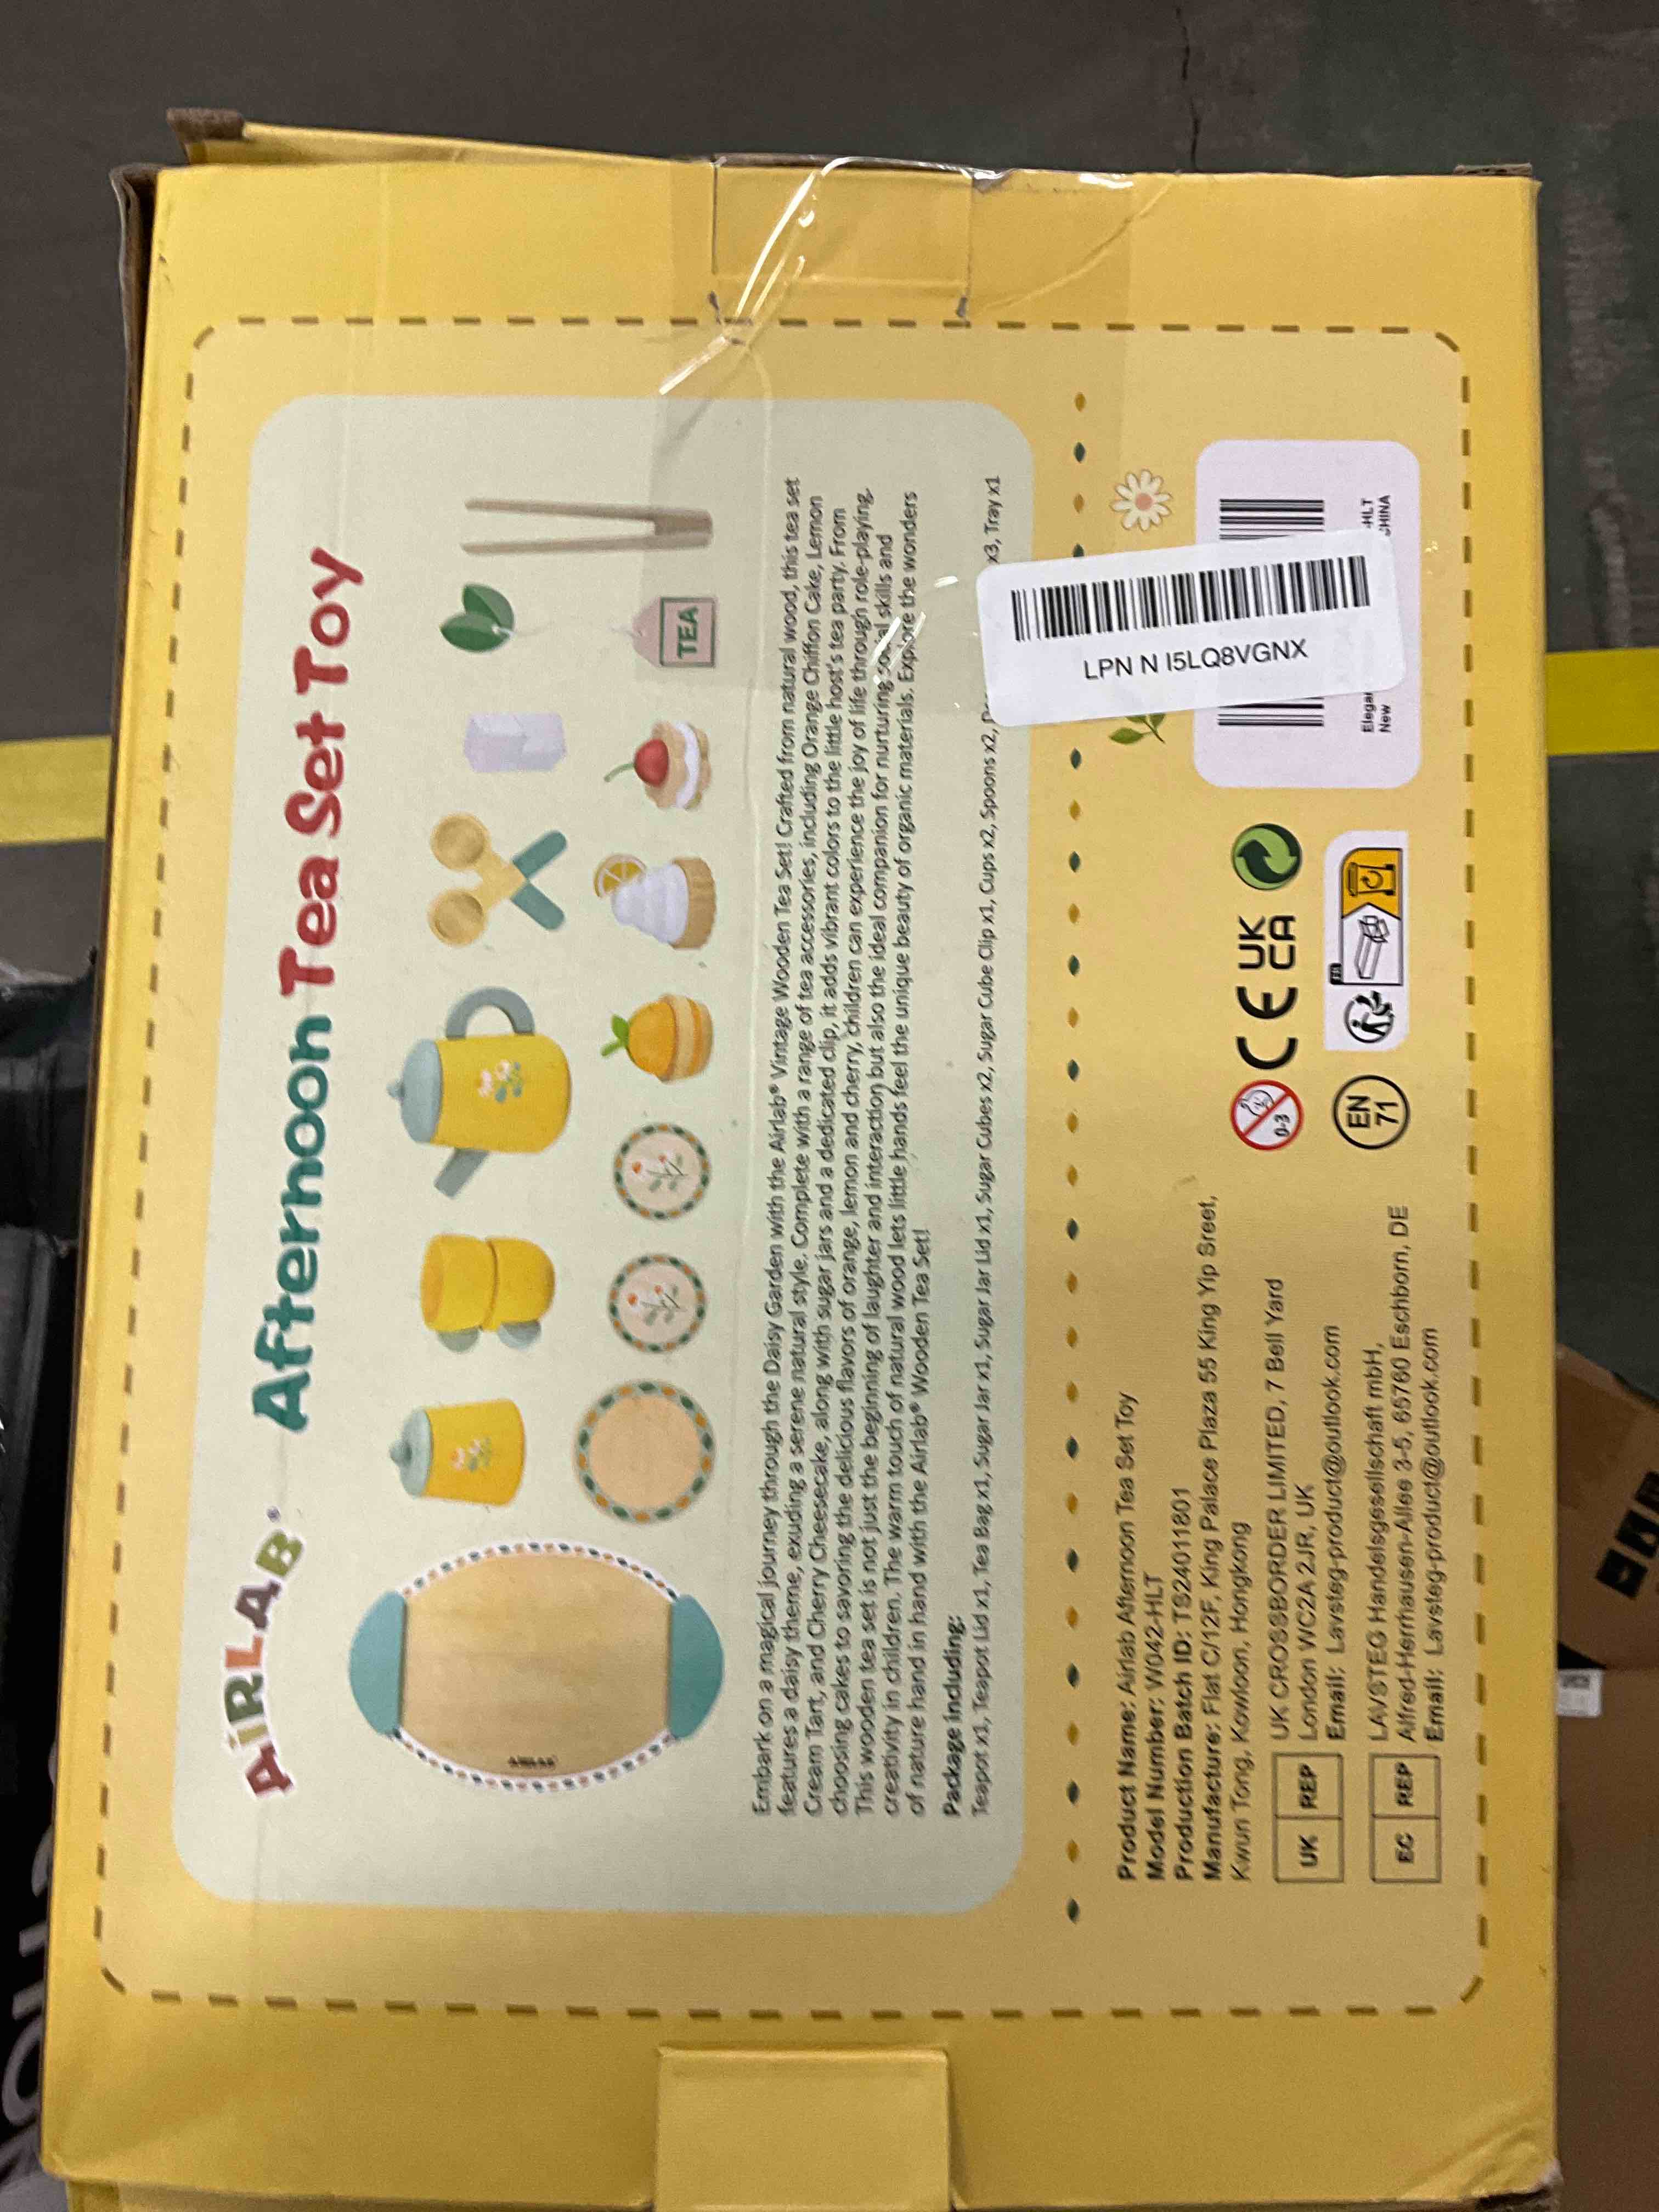 AiRLAB®
Afternoon Tea Set Toy
TEA
AIRLAB
Embark on a magical journey through the Daisy Garden with the Airlab® Vintage Wooden Tea Set! Crafted from natural wood, this tea set
features a daisy theme, exuding a serene natural style. Complete with a range of tea accessories, including Orange Chiffon Cake, Lemon
Cream Tart, and Cherry Cheesecake, along with sugar jars and a dedicated clip, it adds vibrant colors to the little host's tea party. From
choosing cakes to savoring the delicious flavors of orange, lemon and cherry, children can experience the joy of life through role-playing.
This wooden tea set is not just the beginning of laughter and interaction but also the ideal companion for nurturing social skills and
creativity in children. The warm touch of natural wood lets little hands feel the unique beauty of organic materials. Explore the wonders
of nature hand in hand with the Airlab® Wooden Tea Set!
Package including:
Teapot x1, Teapot Lid x1, Tea Bag x1, Sugar Jar x1, Sugar Jar Lid x1, Sugar Cubes x2, Sugar Cube Clip x1, Cups x2, Spoons x2, x3, Tray x1
Product Name: Airlab Afternoon Tea Set Toy
Model Number: W042-HLT
Production Batch ID: TS24011801
Manufacture: Flat C/12F, King Palace Plaza 55 King Yip Sreet,
Kwun Tong, Kowloon, Hongkong
UK REP
UK CROSSBORDER LIMITED, 7 Bell Yard
London WC2A 2JR, UK
Email: Lavsteg-product@outlook.com
EC REP
LAVSTEG Handelsgesellschaft mbH,
Alfred-Herrhausen-Allee 3-5, 65760 Eschborn, DE
Email: Lavsteg-product@outlook.com
0-3
CE
UK
CA
EN
71
LPN N I5LQ8VGNX
-HLT
New